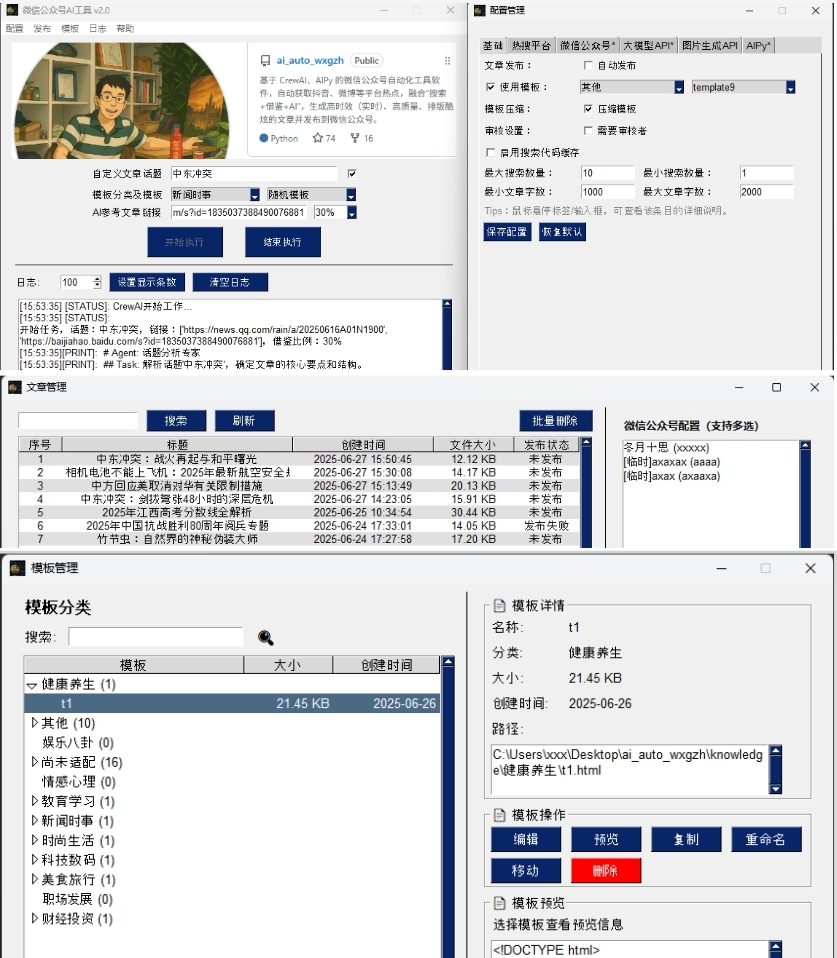 微信公众号AI工具 v2.0
配置 发布 模板 日志 帮助
ai_auto_wxgzh Public
基于 CrewAI、AIPy 的微信公众号自动化工具软
件，自动获取抖音、微博等平台热点，融合“搜索
+借鉴+AI”，生成高时效（实时）、高质量、排版酷
炫的文章并发布到微信公众号。
Python 74 16
自定义文章话题 中东冲突
模板分类及模板 新闻时事 随机模板
AI参考文章链接 m/s?id=1835037388490076881 30%
开始执行 结束执行
日志: 100 设置显示条数 清空日志
[15:53:35] [STATUS]: CrewAI开始工作...
[15:53:35] [STATUS]:
开始任务，话题：中东冲突，链接：['https://news.qq.com/rain/a/20250616A01N1900',
'https://baijiahao.baidu.com/s?id=1835037388490076881']，借鉴比例：30%
[15:53:35][PRINT]: # Agent: 话题分析专家
[15:53:35][PRINT]: ## Task: 解析话题'中东冲突'，确定文章的核心要点和结构。
配置管理
基础 热搜平台 微信公众号* 大模型API* 图片生成API AIPy*
文章发布: 自动发布
使用模板: 其他 template9
模板压缩: 压缩模板
审核设置: 需要审核者
启用搜索代码缓存
最大搜索数量: 10 最小搜索数量: 1
最小文章字数: 1000 最大文章字数: 2000
Tips：鼠标悬停标签/输入框，可查看该条目的详细说明。
保存配置 恢复默认
文章管理
搜索 刷新 批量删除
序号 标题 创建时间 文件大小 发布状态
1 中东冲突：战火再起与和平曙光 2025-06-27 15:50:45 12.12 KB 未发布
2 相机电池不能上飞机：2025年最新航空安全 2025-06-27 15:30:08 14.17 KB 未发布
3 中方回应美取消对华有关限制措施 2025-06-27 15:13:49 20.13 KB 未发布
4 中东冲突：剑拔弩张48小时的深层危机 2025-06-27 14:23:05 15.91 KB 未发布
5 2025年江西高考分数线全解析 2025-06-25 10:34:54 30.44 KB 未发布
6 2025年中国抗战胜利80周年阅兵专题 2025-06-24 17:33:01 14.05 KB 发布失败
7 竹节虫：自然界的神秘伪装大师 2025-06-24 17:27:58 17.20 KB 未发布
微信公众号配置（支持多选）
冬月十思 (xxxxx)
[临时]axaxax (aaaa)
[临时]axax (axaaxa)
模板管理
模板分类
搜索:
模板 大小 创建时间
健康养生 (1)
t1 21.45 KB 2025-06-26
其他 (10)
娱乐八卦 (0)
尚未适配 (16)
情感心理 (0)
教育学习 (1)
新闻时事 (1)
时尚生活 (1)
科技数码 (1)
美食旅行 (1)
职场发展 (0)
财经投资 (1)
模板详情
名称: t1
分类: 健康养生
大小: 21.45 KB
创建时间: 2025-06-26
路径:
C:\Users\xxx\Desktop\ai_auto_wxgzh\knowledg
e\健康养生\t1.html
模板操作
编辑 预览 复制 重命名
移动 删除
模板预览
选择模板查看预览信息
<!DOCTYPE html>